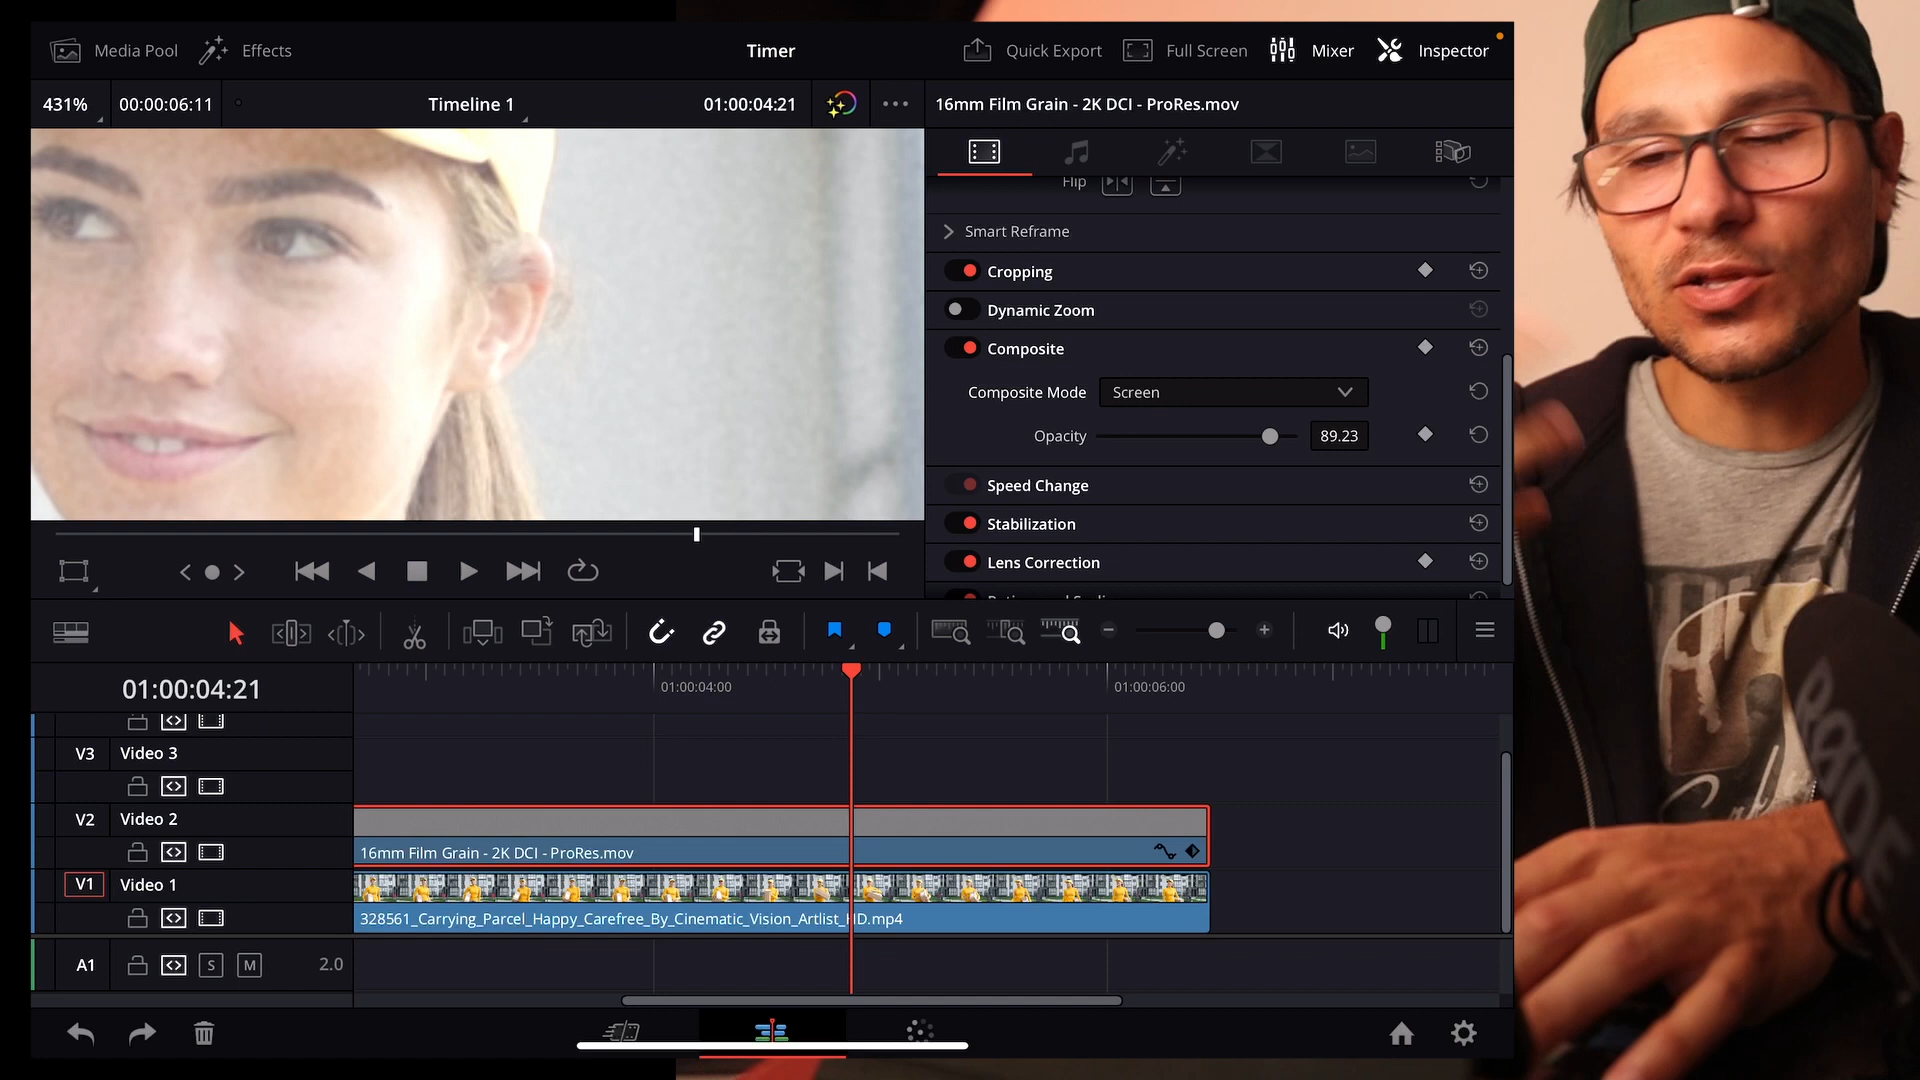 Media Pool
Effects
Timer
Quick Export
Full Screen
Mixer
Inspector
431%
00:00:06:11
Timeline 1
01:00:04:21
16mm Film Grain - 2K DCI - ProRes.mov
Flip
Smart Reframe
Cropping
Dynamic Zoom
Composite
Composite Mode
Screen
Opacity
89.23
Speed Change
Stabilization
Lens Correction
01:00:04:21
01:00:04:00
01:00:06:00
V3
Video 3
V2
Video 2
16mm Film Grain - 2K DCI - ProRes.mov
V1
Video 1
328561_Carrying_Parcel_Happy_Carefree_By_Cinematic_Vision_Artlist_HD.mp4
A1
S
M
2.0